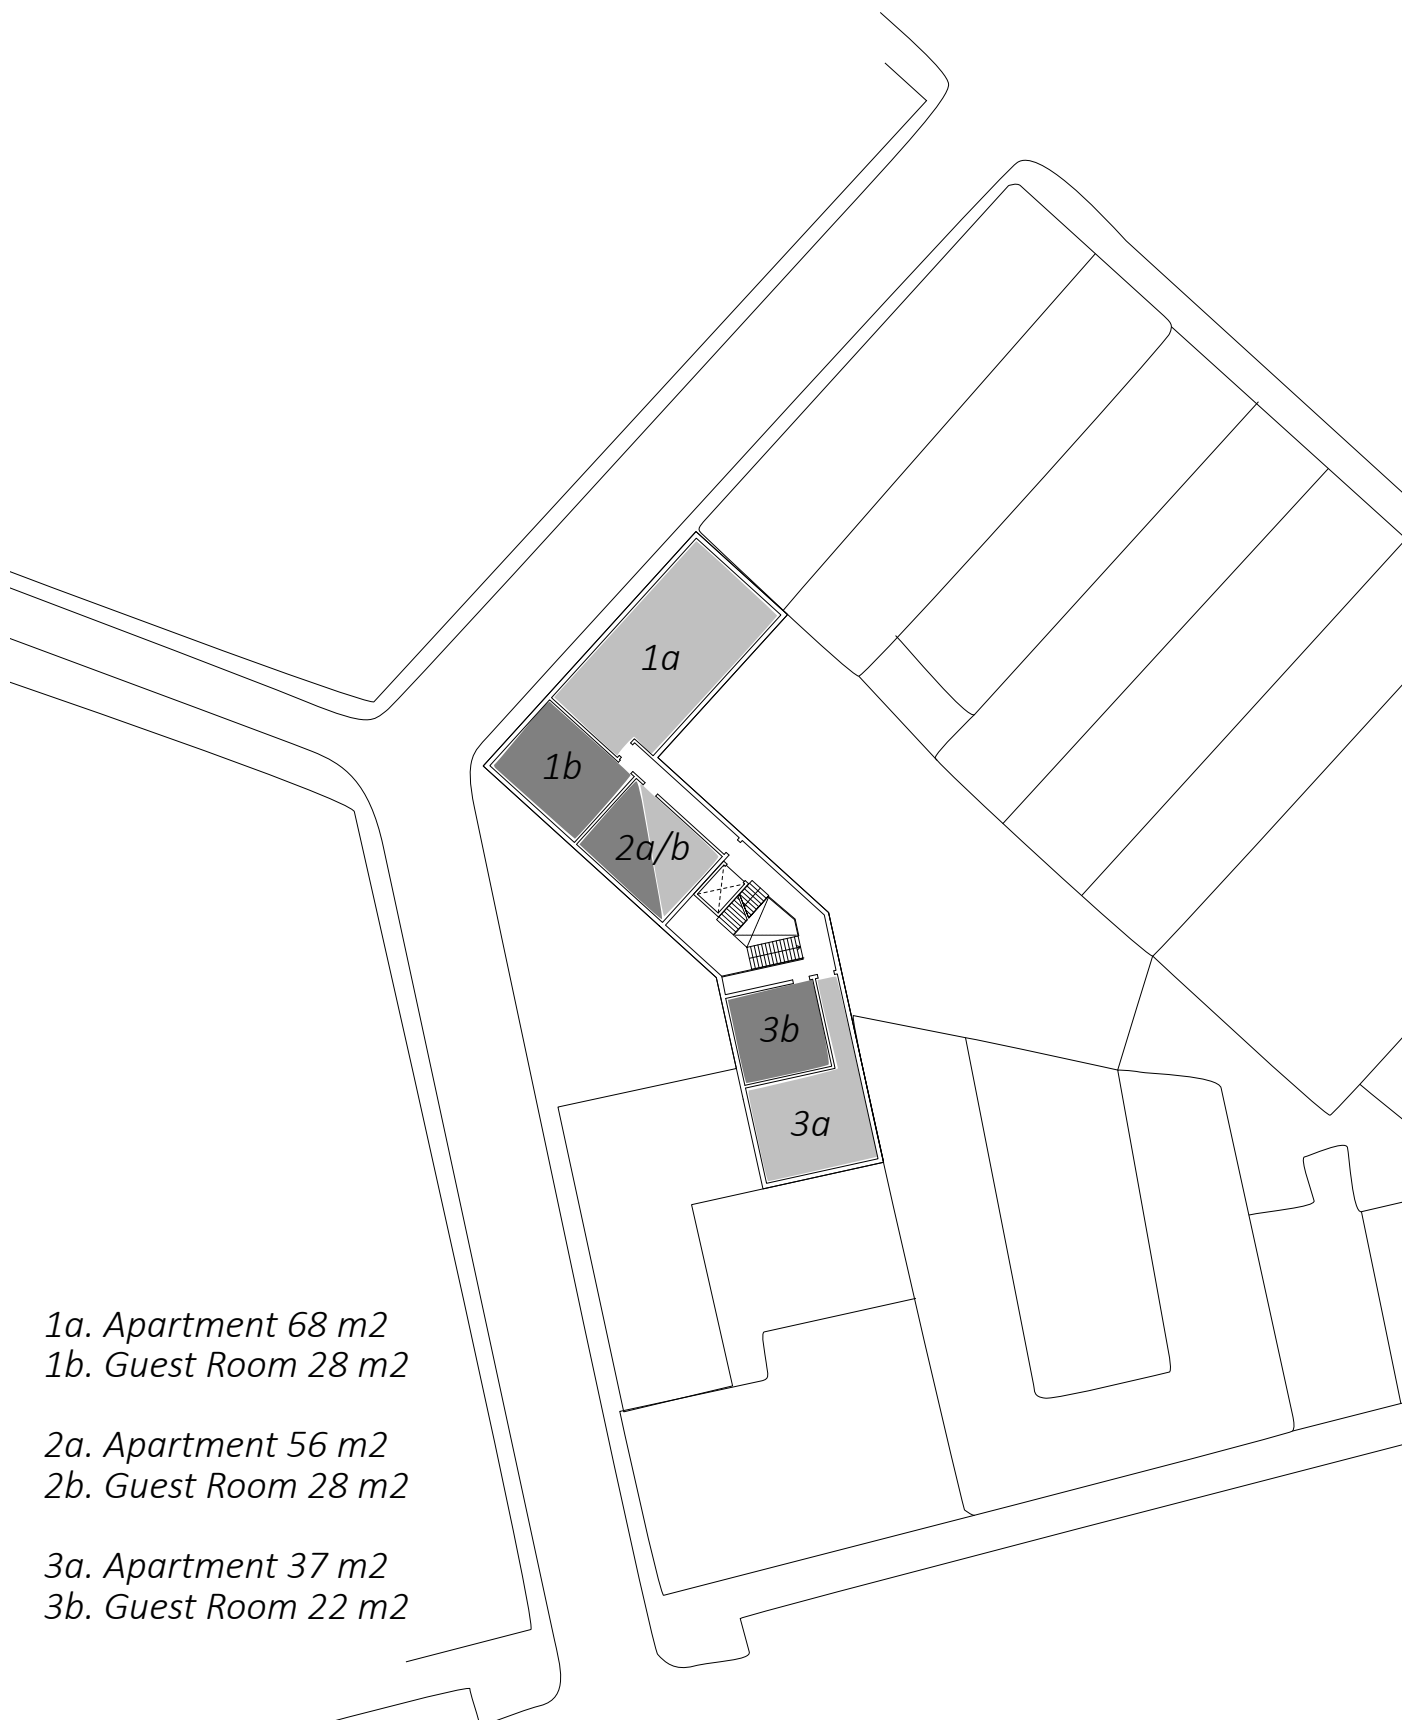 1a
1b
2a/b
3b
3a
1a. Apartment 68 m2
1b. Guest Room 28 m2
2a. Apartment 56 m2
2b. Guest Room 28 m2
3a. Apartment 37 m2
3b. Guest Room 22 m2